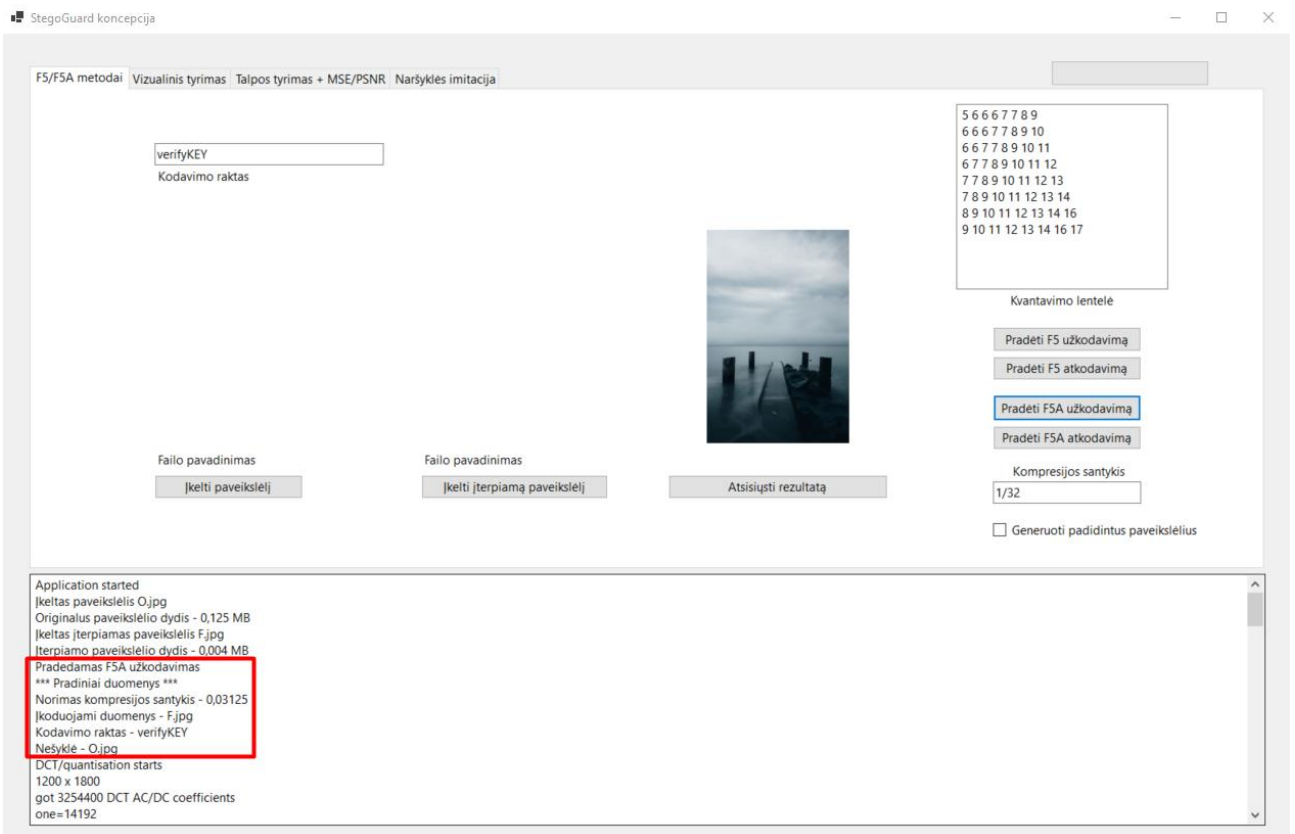 StegoGuard koncepcija
F5/F5A metodai Vizualinis tyrimas Talpos tyrimas + MSE/PSNR Naršyklės imitacija
verifyKEY
Kodavimo raktas
5 6 6 6 7 7 8 9
6 6 6 7 7 8 9 10
6 6 7 7 8 9 10 11
6 7 7 8 9 10 11 12
7 7 8 9 10 11 12 13
7 8 9 10 11 12 13 14
8 9 10 11 12 13 14 16
9 10 11 12 13 14 16 17
Kvantavimo lentelė
Pradėti F5 užkodavimą
Pradėti F5 atkodavimą
Pradėti F5A užkodavimą
Pradėti F5A atkodavimą
Kompresijos santykis
1/32
Generuoti padidintus paveikslėlius
Failo pavadinimas
Įkelti paveikslėlį
Failo pavadinimas
Įkelti įterpiamą paveikslėlį
Atsisiųsti rezultatą
Application started
Įkeltas paveikslėlis O.jpg
Originalus paveikslėlio dydis - 0,125 MB
Įkeltas įterpiamas paveikslėlis F.jpg
Įterpiamo paveikslėlio dydis - 0,004 MB
Pradedamas F5A užkodavimas
*** Pradiniai duomenys ***
Norimas kompresijos santykis - 0,03125
Įkoduojami duomenys - F.jpg
Kodavimo raktas - verifyKEY
Nešyklė - O.jpg
DCT/quantisation starts
1200 x 1800
got 3254400 DCT AC/DC coefficients
one=14192